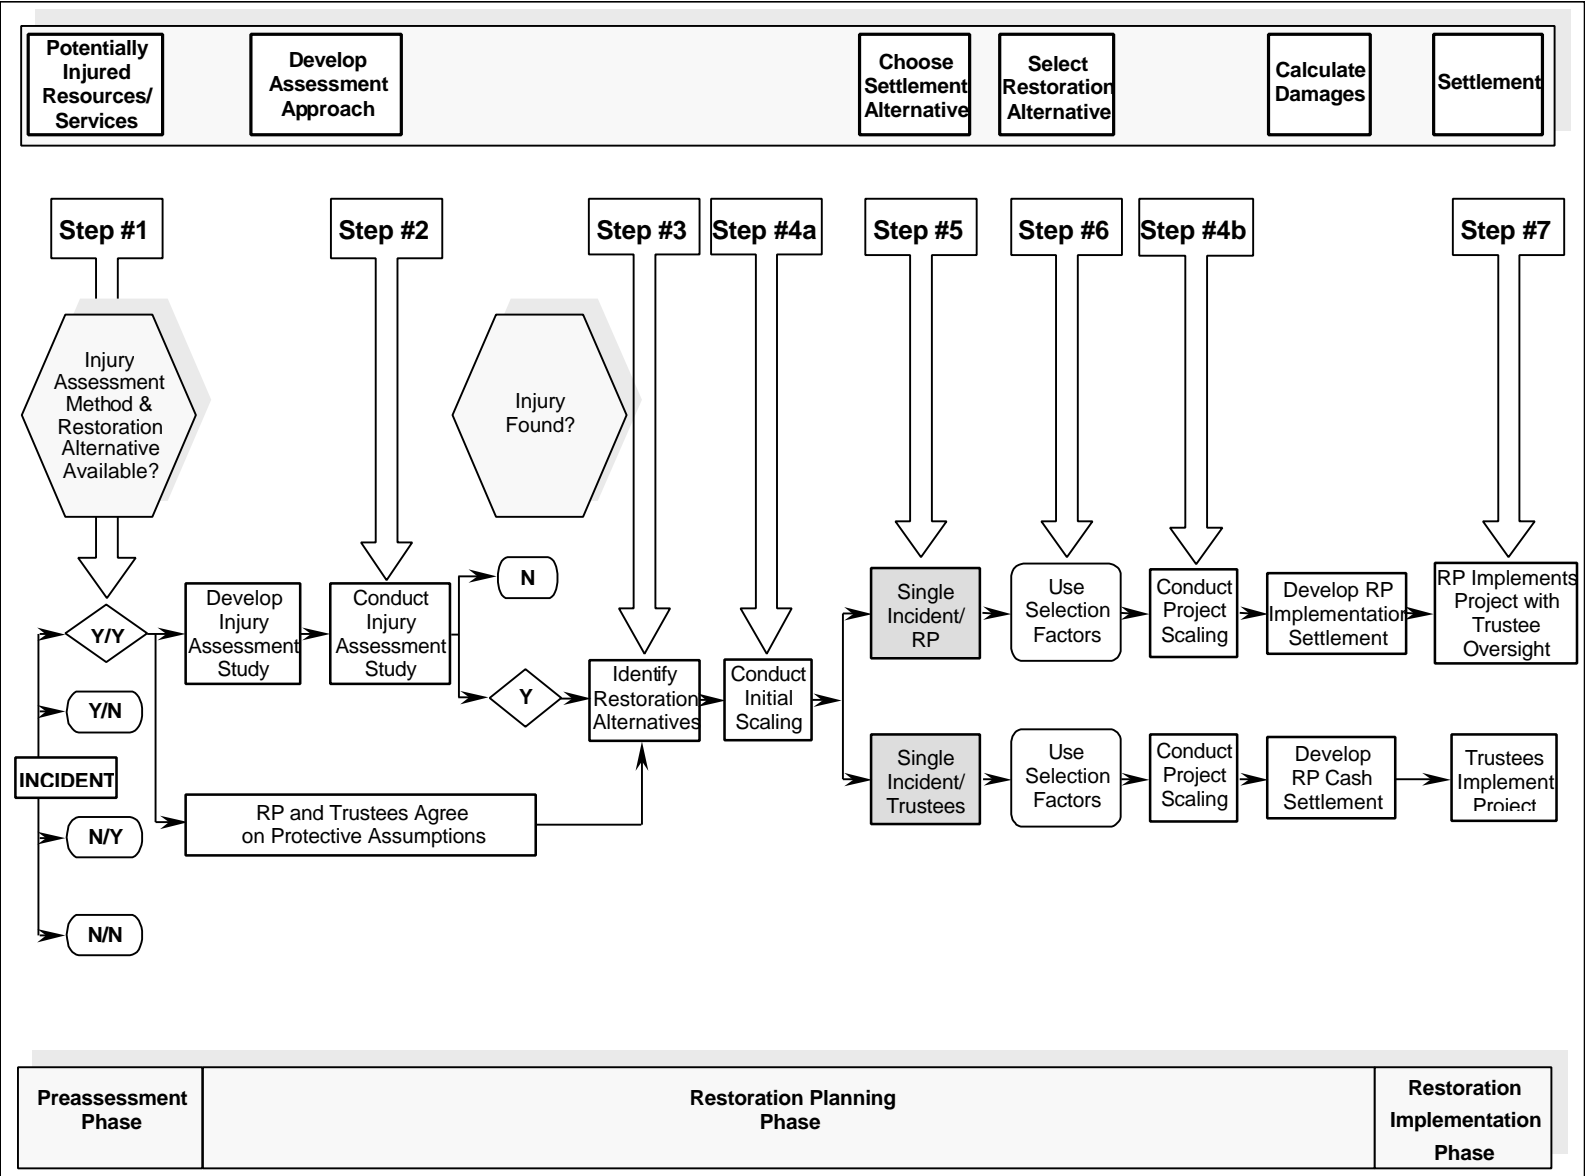 Potentially
Injured
Resources/
Services
Develop
Assessment
Approach
Choose
Settlement
Alternative
Select
Restoration
Alternative
Calculate
Damages
Settlement
Step #1
Step #2
Step #3
Step #4a
Step #5
Step #6
Step #4b
Step #7
Injury
Assessment
Method &
Restoration
Alternative
Available?
Injury
Found?
INCIDENT
Y/Y
Y/N
N/Y
N/N
Develop
Injury
Assessment
Study
Conduct
Injury
Assessment
Study
N
Y
RP and Trustees Agree
on Protective Assumptions
Identify
Restoration
Alternatives
Conduct
Initial
Scaling
Single
Incident/
RP
Use
Selection
Factors
Conduct
Project
Scaling
Develop RP
Implementation
Settlement
RP Implements
Project with
Trustee
Oversight
Single
Incident/
Trustees
Use
Selection
Factors
Conduct
Project
Scaling
Develop
RP Cash
Settlement
Trustees
Implement
Project
Preassessment
Phase
Restoration Planning
Phase
Restoration
Implementation
Phase